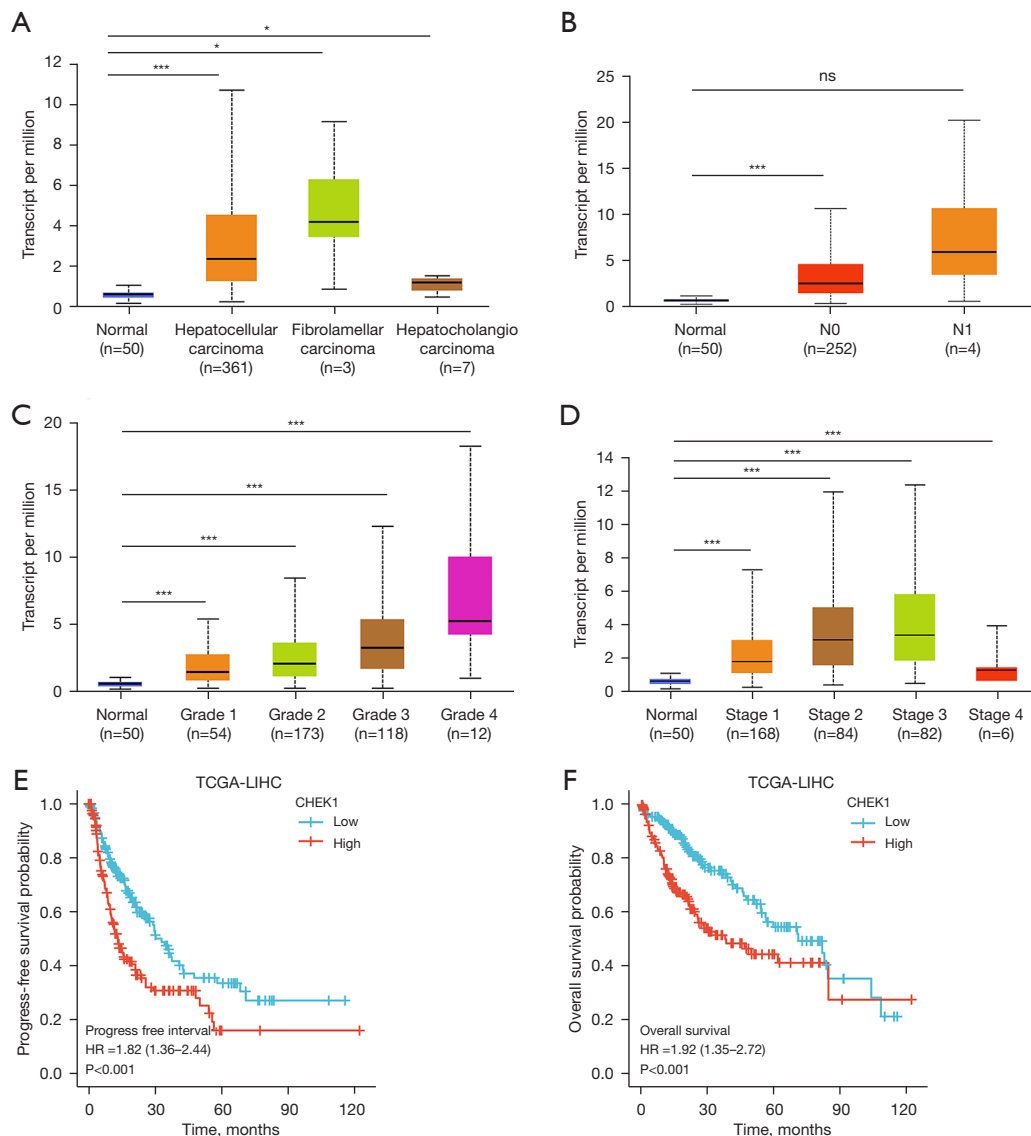 A
*
*
***
12
10
8
6
4
2
0
Transcript per million
Normal
(n=50)
Hepatocellular
carcinoma
(n=361)
Fibrolamellar
carcinoma
(n=3)
Hepatocholangio
carcinoma
(n=7)
B
ns
***
25
20
15
10
5
0
Transcript per million
Normal
(n=50)
N0
(n=252)
N1
(n=4)
C
***
***
***
***
20
15
10
5
0
Transcript per million
Normal
(n=50)
Grade 1
(n=54)
Grade 2
(n=173)
Grade 3
(n=118)
Grade 4
(n=12)
D
***
***
***
***
14
12
10
8
6
4
2
0
Transcript per million
Normal
(n=50)
Stage 1
(n=168)
Stage 2
(n=84)
Stage 3
(n=82)
Stage 4
(n=6)
E
TCGA-LIHC
CHEK1
Low
High
1.0
0.8
0.6
0.4
0.2
0.0
Progress-free survival probability
Progress free interval
HR =1.82 (1.36–2.44)
P<0.001
0
30
60
90
120
Time, months
F
TCGA-LIHC
CHEK1
Low
High
1.0
0.8
0.6
0.4
0.2
0.0
Overall survival probability
Overall survival
HR =1.92 (1.35–2.72)
P<0.001
0
30
60
90
120
Time, months